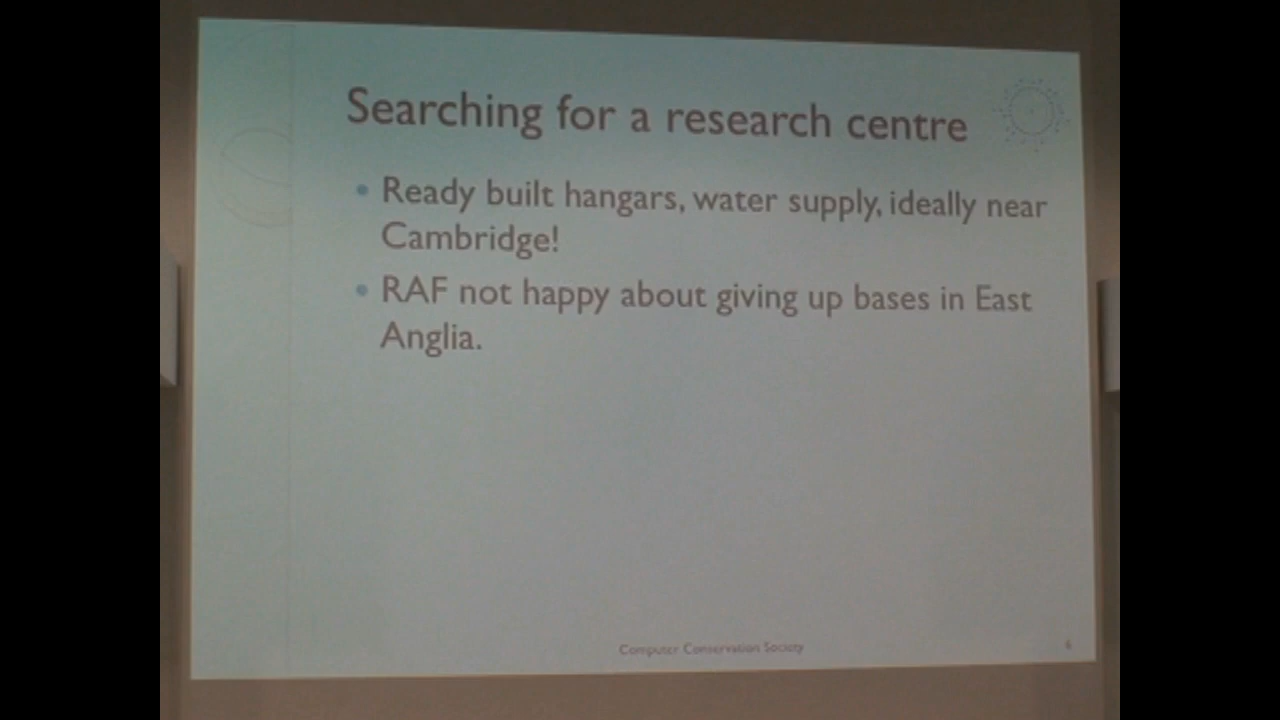 Searching for a research centre
• Ready built hangars, water supply, ideally near
Cambridge!
• RAF not happy about giving up bases in East
Anglia.
Computer Conservation Society
6